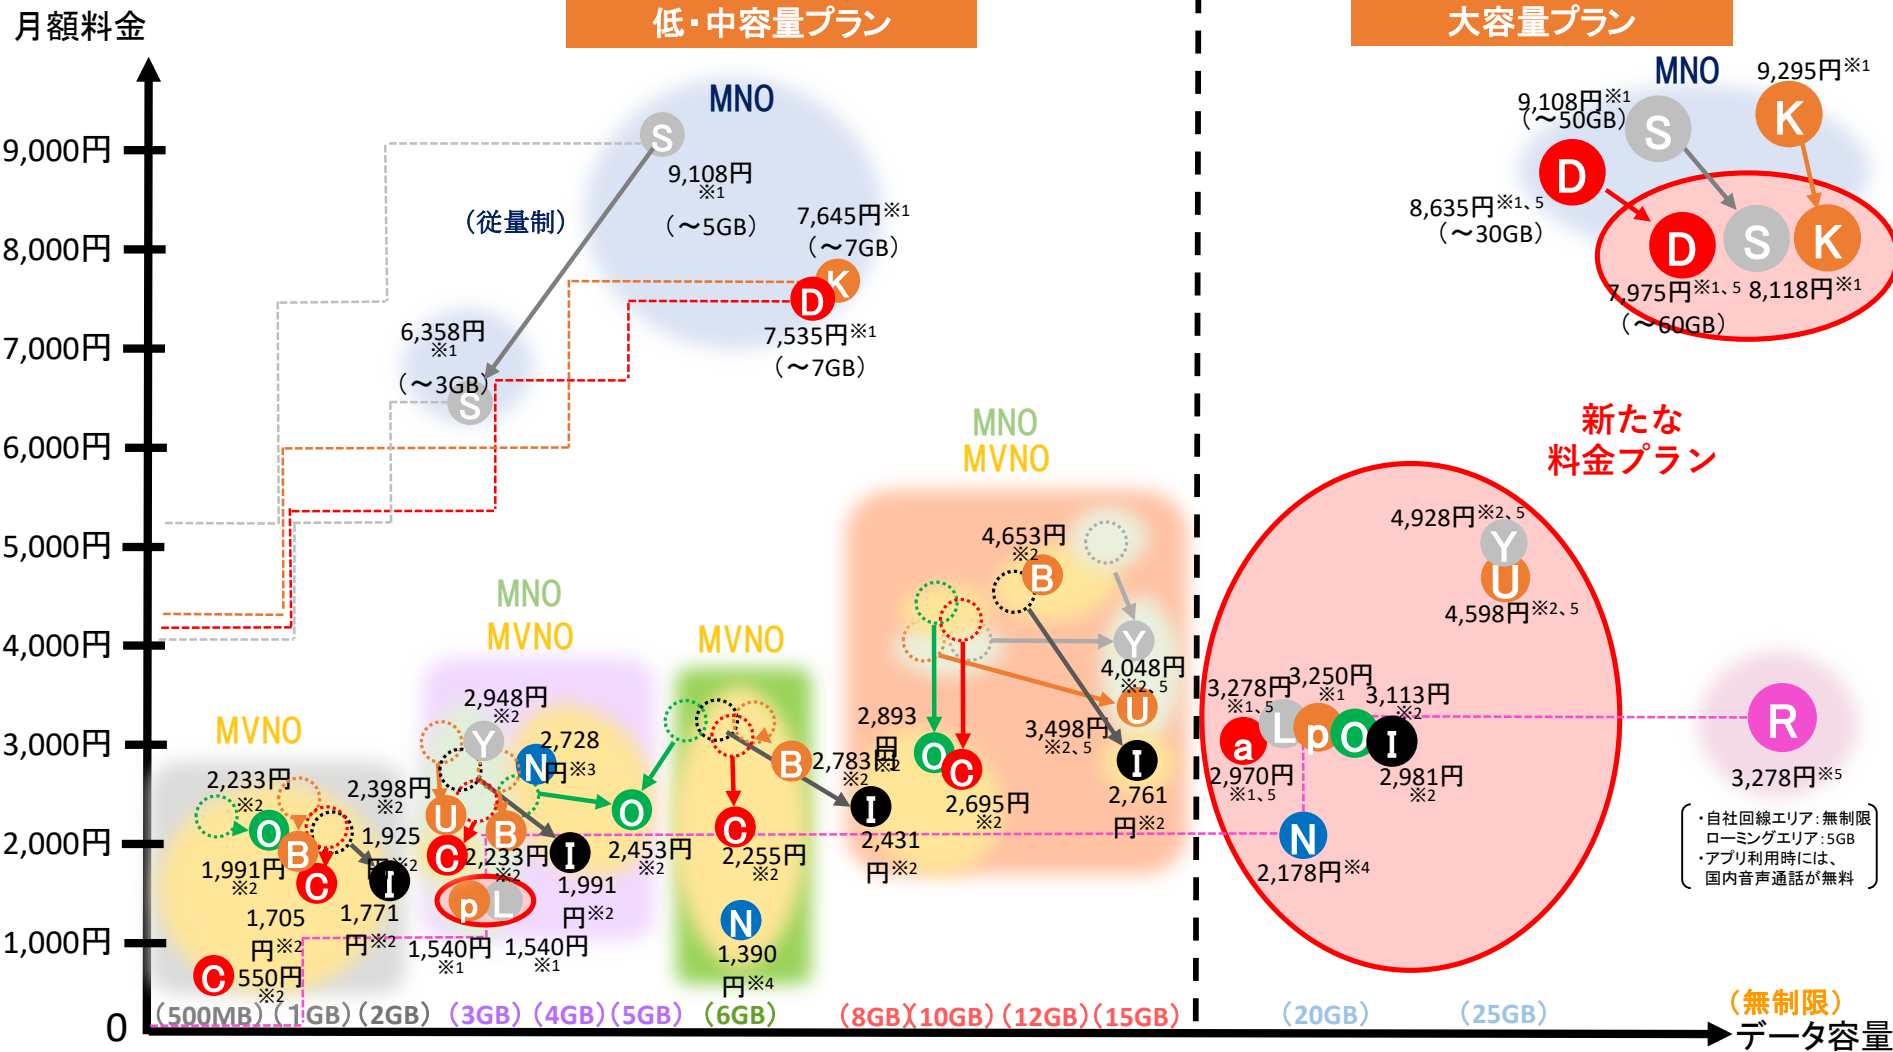 月額料金
低・中容量プラン
大容量プラン
MNO
MNO
9,295円※1
9,108円※1
（～50GB）
S
K
D
9,000円
S
9,108円
※1
（～5GB）
（従量制）
7,645円※1
（～7GB）
8,635円※1、5
（～30GB）
8,000円
D
S
K
K
D
7,975円※1、5
8,118円※1
（～60GB）
6,358円
※1
（～3GB）
S
7,535円※1
（～7GB）
7,000円
新たな
料金プラン
6,000円
MNO
MVNO
5,000円
4,653円
※2
B
4,928円※2、5
Y
U
4,598円※2、5
MNO
MVNO
MVNO
4,000円
Y
4,048円
※2、5
U
3,498円
※2、5
I
2,761
円※2
MVNO
2,948円
※2
Y
N
2,728
円※3
3,000円
2,893
円
※2
O
C
2,695円
※2
B
2,783円
※2
I
2,431
円※2
3,278円
※1、5
3,250円
※1
3,113円
※2
a
L
p
O
I
2,970円
※1、5
2,981円
※2
R
3,278円※5
・自社回線エリア：無制限
ローミングエリア：5GB
・アプリ利用時には、
国内音声通話が無料
2,233円
※2
O
2,398円
※2
U
B
O
2,453円
※2
C
2,255円
※2
N
2,178円※4
2,000円
1,991円
※2
B
1,925
円※2
C
2,233円
※2
I
1,991
円※2
C
1,705
円※2
I
1,771
円※2
p
L
1,540円
※1
1,540円
※1
N
1,390
円※4
1,000円
C
550円
※2
0
（500MB）
（1GB）
（2GB）
（3GB）
（4GB）
（5GB）
（6GB）
（8GB）
（10GB）
（12GB）
（15GB）
（20GB）
（25GB）
（無制限）
データ容量